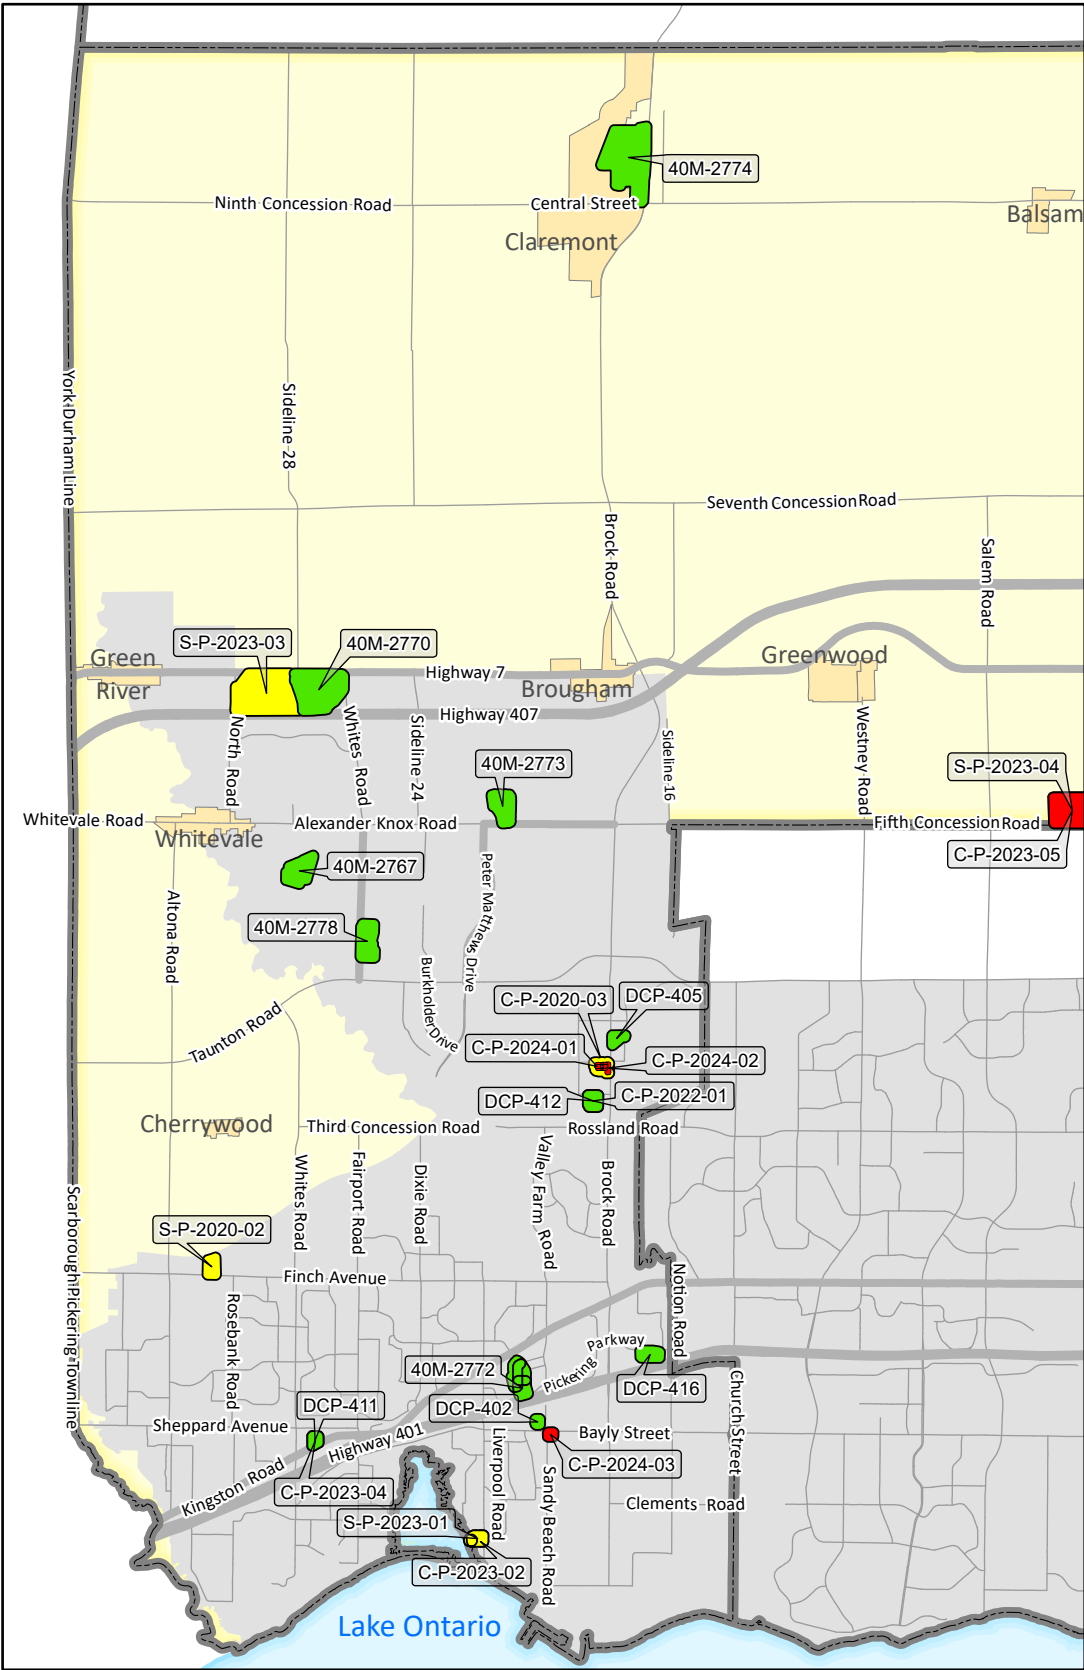 40M-2774
Ninth Concession Road
Central Street
Balsam
Claremont
York-Durham Line
Sideline 28
Seventh Concession Road
Brock Road
Salem Road
S-P-2023-03
40M-2770
Green
River
Highway 7
Brougham
Greenwood
Highway 407
North Road
Whites Road
Sideline 24
Sideline 16
Westney Road
40M-2773
S-P-2023-04
Whitevale Road
Whitevale
Alexander Knox Road
Fifth Concession Road
C-P-2023-05
40M-2767
Peter Matthews Drive
Altona Road
40M-2778
Burkholder Drive
C-P-2020-03
DCP-405
Taunton Road
C-P-2024-01
C-P-2024-02
DCP-412
C-P-2022-01
Cherrywood
Third Concession Road
Rossland Road
Whites Road
Fairport Road
Dixie Road
Valley Farm Road
Brock Road
Scarborough-Pickering Townline
S-P-2020-02
Finch Avenue
Notion Road
Rosebank Road
Pickering Parkway
40M-2772
DCP-416
DCP-411
DCP-402
Church Street
Sheppard Avenue
Highway 401
Bayly Street
Liverpool Road
C-P-2024-03
Kingston Road
C-P-2023-04
Sandy Beach Road
Clements Road
S-P-2023-01
C-P-2023-02
Lake Ontario